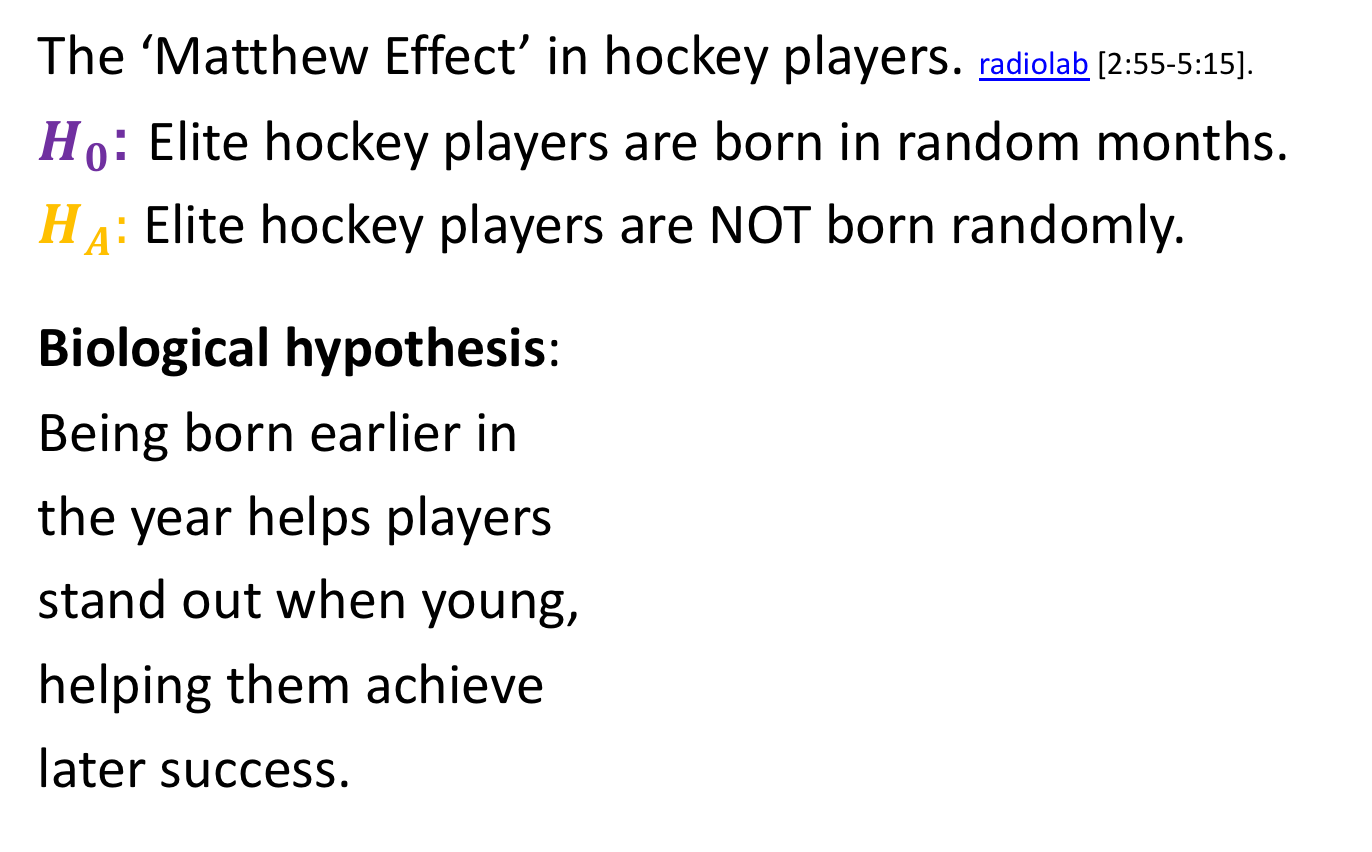 The ‘Matthew Effect’ in hockey players. radiolab [2:55-5:15].
H0: Elite hockey players are born in random months.
HA: Elite hockey players are NOT born randomly.
Biological hypothesis:
Being born earlier in
the year helps players
stand out when young,
helping them achieve
later success.